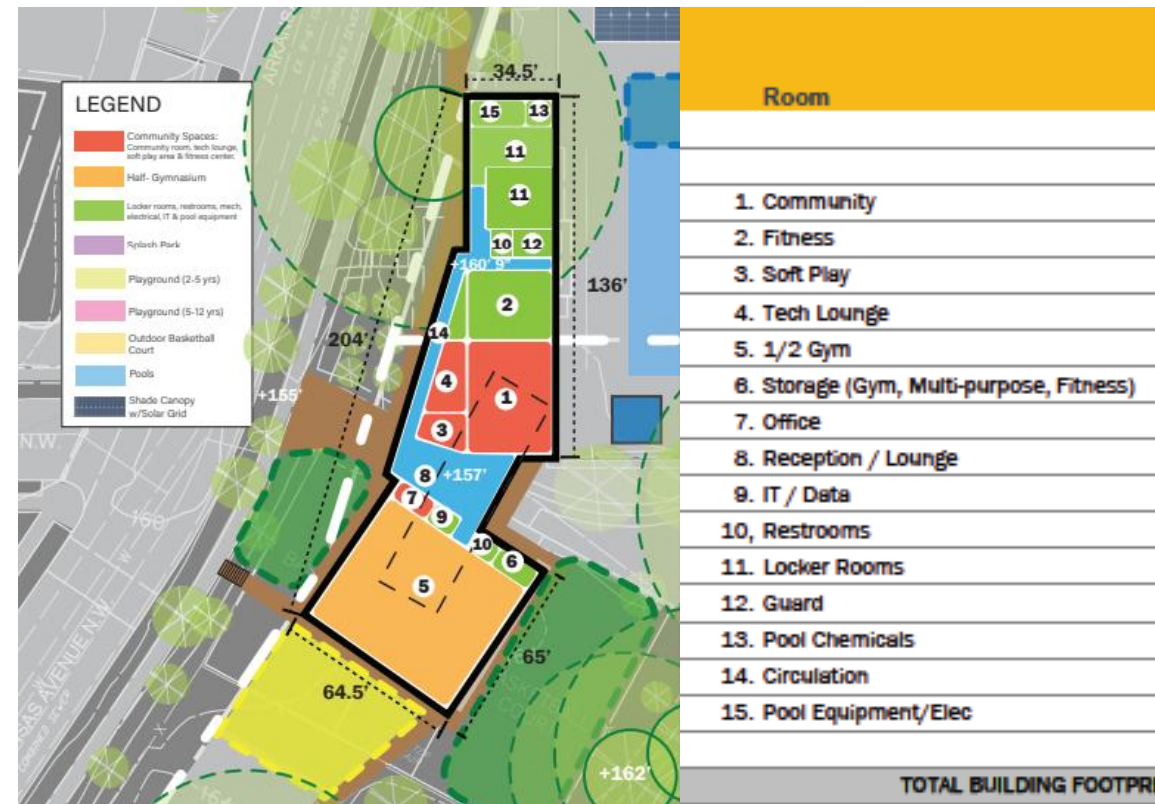 ARKAN
34.5'
LEGEND
Community Spaces:
Community room, tech lounge,
soft play area & fitness center.
Half- Gymnasium
Locker rooms, restrooms, mech,
electrical, IT & pool equipment
Splash Park
Playground (2-5 yrs)
Playground (5-12 yrs)
Outdoor Basketball
Court
Pools
Shade Canopy
w/Solar Grid
15
13
11
11
10
12
+160' 9"
2
136'
14
204'
4
1
3
+155'
N.W.
8
+157'
7
9
160
10
6
5
65'
64.5'
AVENUE N.W.
+162'
Room
1. Community
2. Fitness
3. Soft Play
4. Tech Lounge
5. 1/2 Gym
6. Storage (Gym, Multi-purpose, Fitness)
7. Office
8. Reception / Lounge
9. IT / Data
10, Restrooms
11. Locker Rooms
12. Guard
13. Pool Chemicals
14. Circulation
15. Pool Equipment/Elec
TOTAL BUILDING FOOTPRI